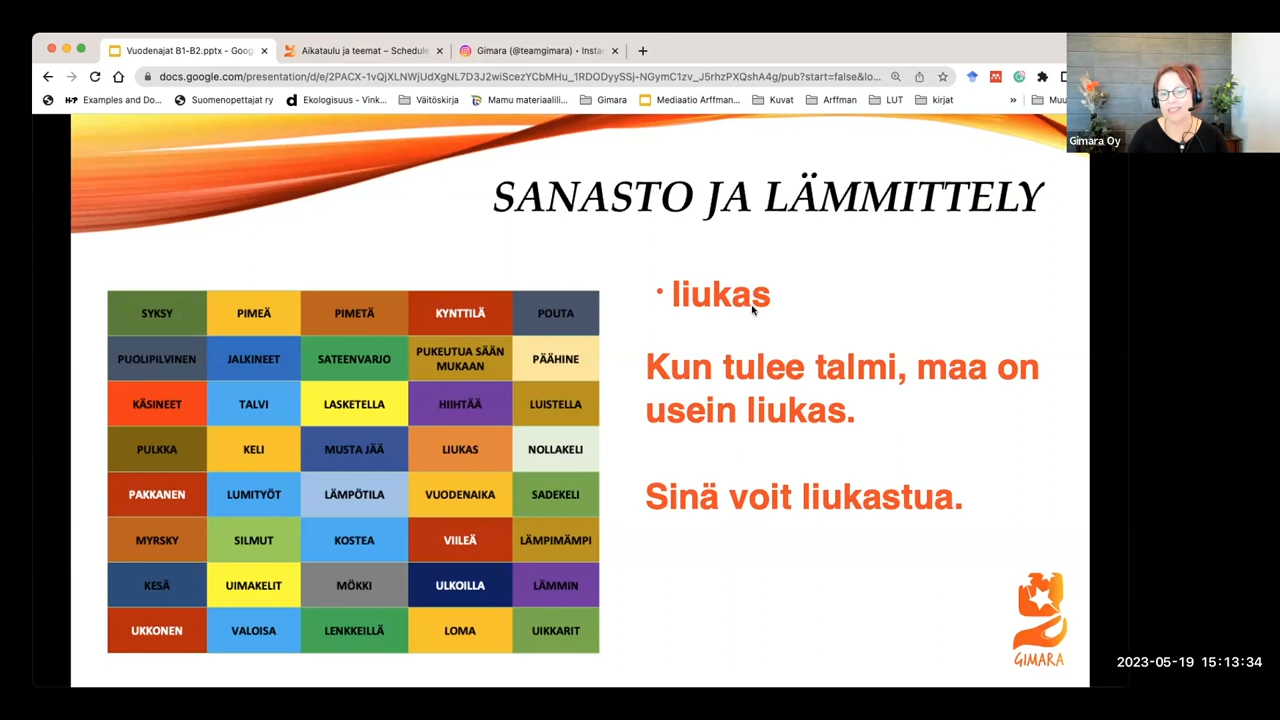 Vuodenajat B1-B2.pptx - Goog
Aikataulu ja teemat – Schedule
Gimara (@teamgimara) • Instan
docs.google.com/presentation/d/e/2PACX-1vQjXLNWjUdXgNL7D3J2wiScezYCbMHu_1RDODyySSj-NGymC1zv_J5rhzPXQshA4g/pub?start=false&lo...
Examples and Do...
Suomenopettajat ry
Ekologisuus - Vink...
Väitöskirja
Mamu materiaalili...
Gimara
Mediaatio Arffman...
Kuvat
Arffman
LUT
kirjat
»
Muu
Gimara Oy
SANASTO JA LÄMMITTELY
SYKSY PIMEÄ PIMETÄ KYNTTILÄ POUTA
PUOLIPILVINEN JALKINEET SATEENVARJO PUKEUTUA SÄÄN MUKAAN PÄÄHINE
KÄSINEET TALVI LASKETELLA HIIHTÄÄ LUISTELLA
PULKKA KELI MUSTA JÄÄ LIUKAS NOLLAKELI
PAKKANEN LUMITYÖT LÄMPÖTILA VUODENAIKA SADEKELI
MYRSKY SILMUT KOSTEA VIILEÄ LÄMPIMÄMPI
KESÄ UIMAKELIT MÖKKI ULKOILLA LÄMMIN
UKKONEN VALOISA LENKKEILLÄ LOMA UIKKARIT
• liukas
Kun tulee talmi, maa on
usein liukas.
Sinä voit liukastua.
GIMARA
2023-05-19 15:13:34